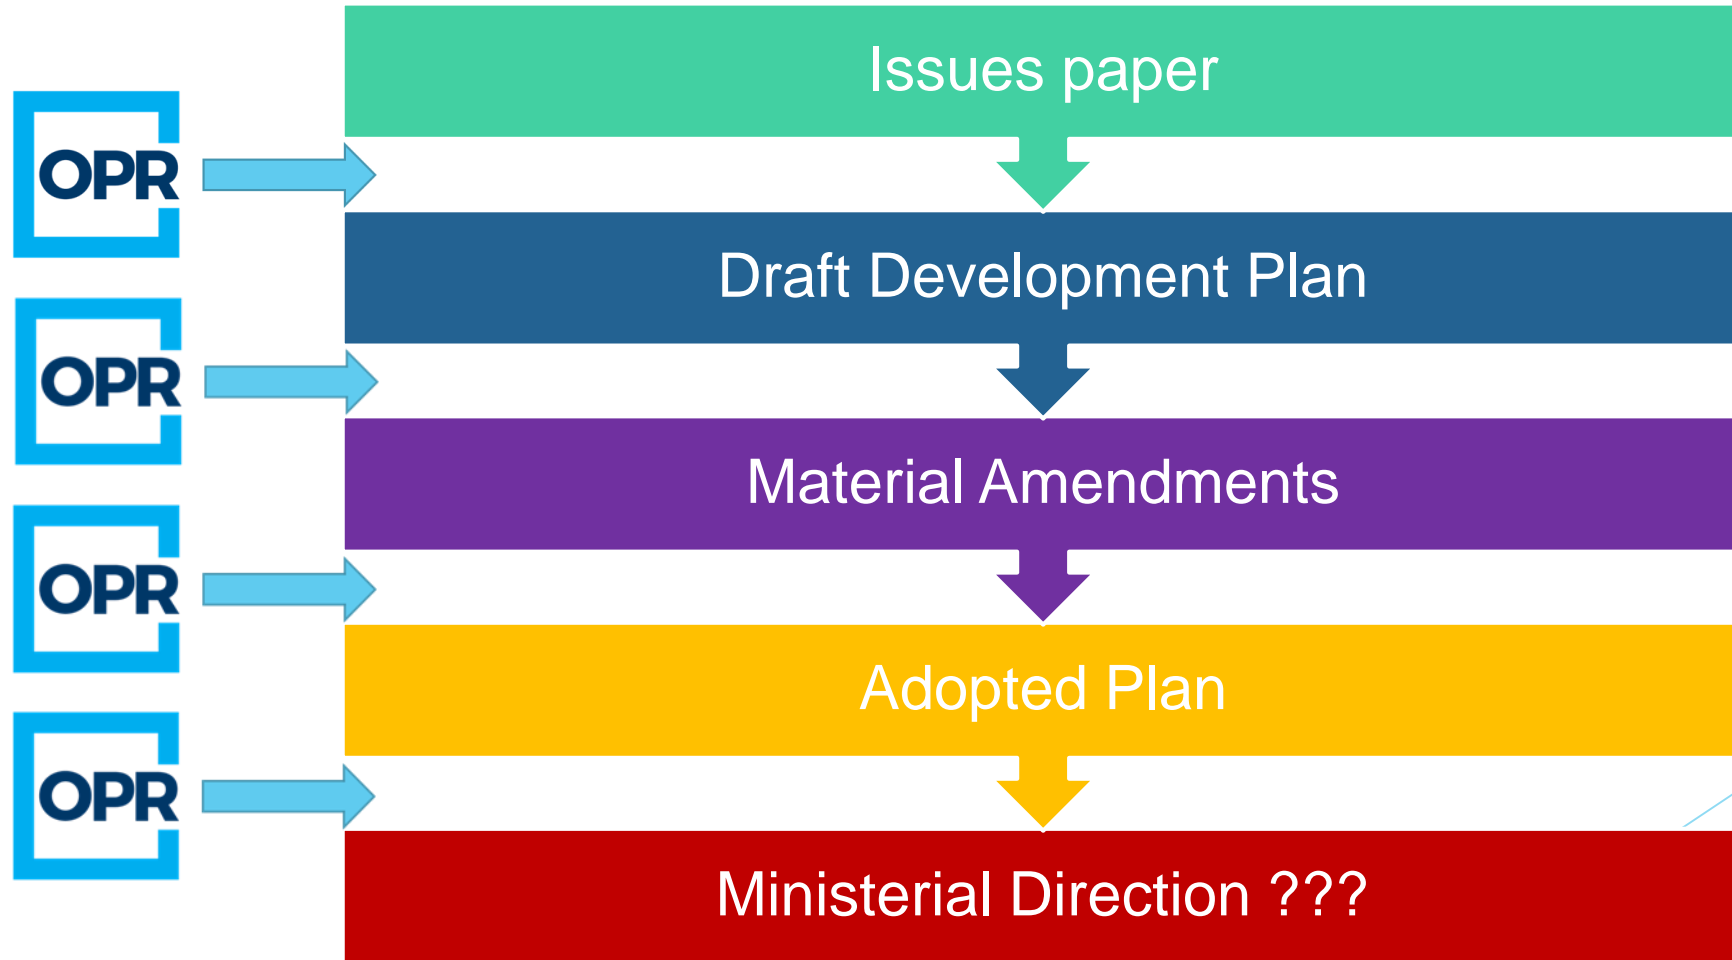 Issues paper
OPR
Draft Development Plan
OPR
Material Amendments
OPR
Adopted Plan
OPR
Ministerial Direction ???